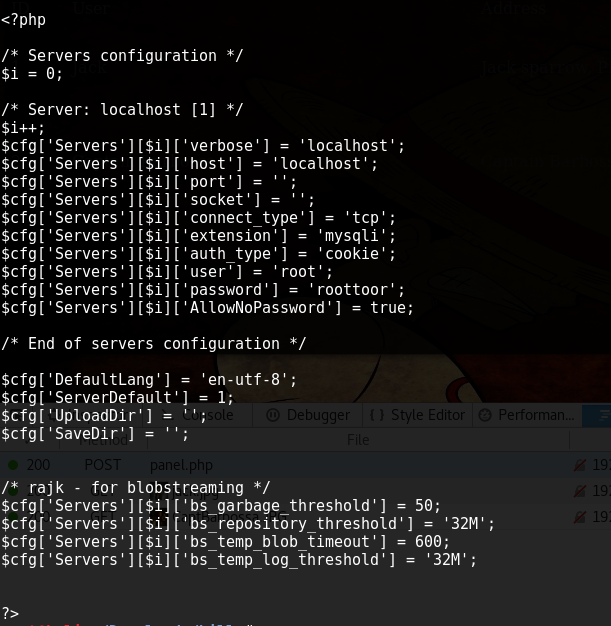 <?php
/* Servers configuration */
$i = 0;
/* Server: localhost [1] */
$i++;
$cfg['Servers'][$i]['verbose'] = 'localhost';
$cfg['Servers'][$i]['host'] = 'localhost';
$cfg['Servers'][$i]['port'] = '';
$cfg['Servers'][$i]['socket'] = '';
$cfg['Servers'][$i]['connect_type'] = 'tcp';
$cfg['Servers'][$i]['extension'] = 'mysqli';
$cfg['Servers'][$i]['auth_type'] = 'cookie';
$cfg['Servers'][$i]['user'] = 'root';
$cfg['Servers'][$i]['password'] = 'roottoor';
$cfg['Servers'][$i]['AllowNoPassword'] = true;
/* End of servers configuration */
$cfg['DefaultLang'] = 'en-utf-8';
$cfg['ServerDefault'] = 1;
$cfg['UploadDir'] = '';
$cfg['SaveDir'] = '';
Console Debugger { } Style Editor Performan...
Method File
200 POST panel.php 192
/* rajk - for blobstreaming */
$cfg['Servers'][$i]['bs_garbage_threshold'] = 50;
$cfg['Servers'][$i]['bs_repository_threshold'] = '32M';
$cfg['Servers'][$i]['bs_temp_blob_timeout'] = 600;
$cfg['Servers'][$i]['bs_temp_log_threshold'] = '32M';
?>